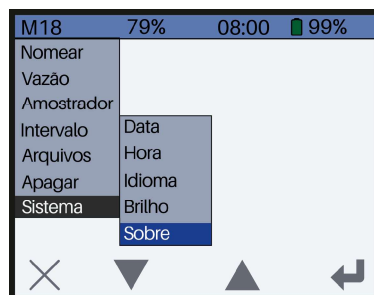 M18 79% 08:00 99%
Nomear
Vazão
Amostrador
Intervalo
Arquivos
Apagar
Sistema
Data
Hora
Idioma
Brilho
Sobre